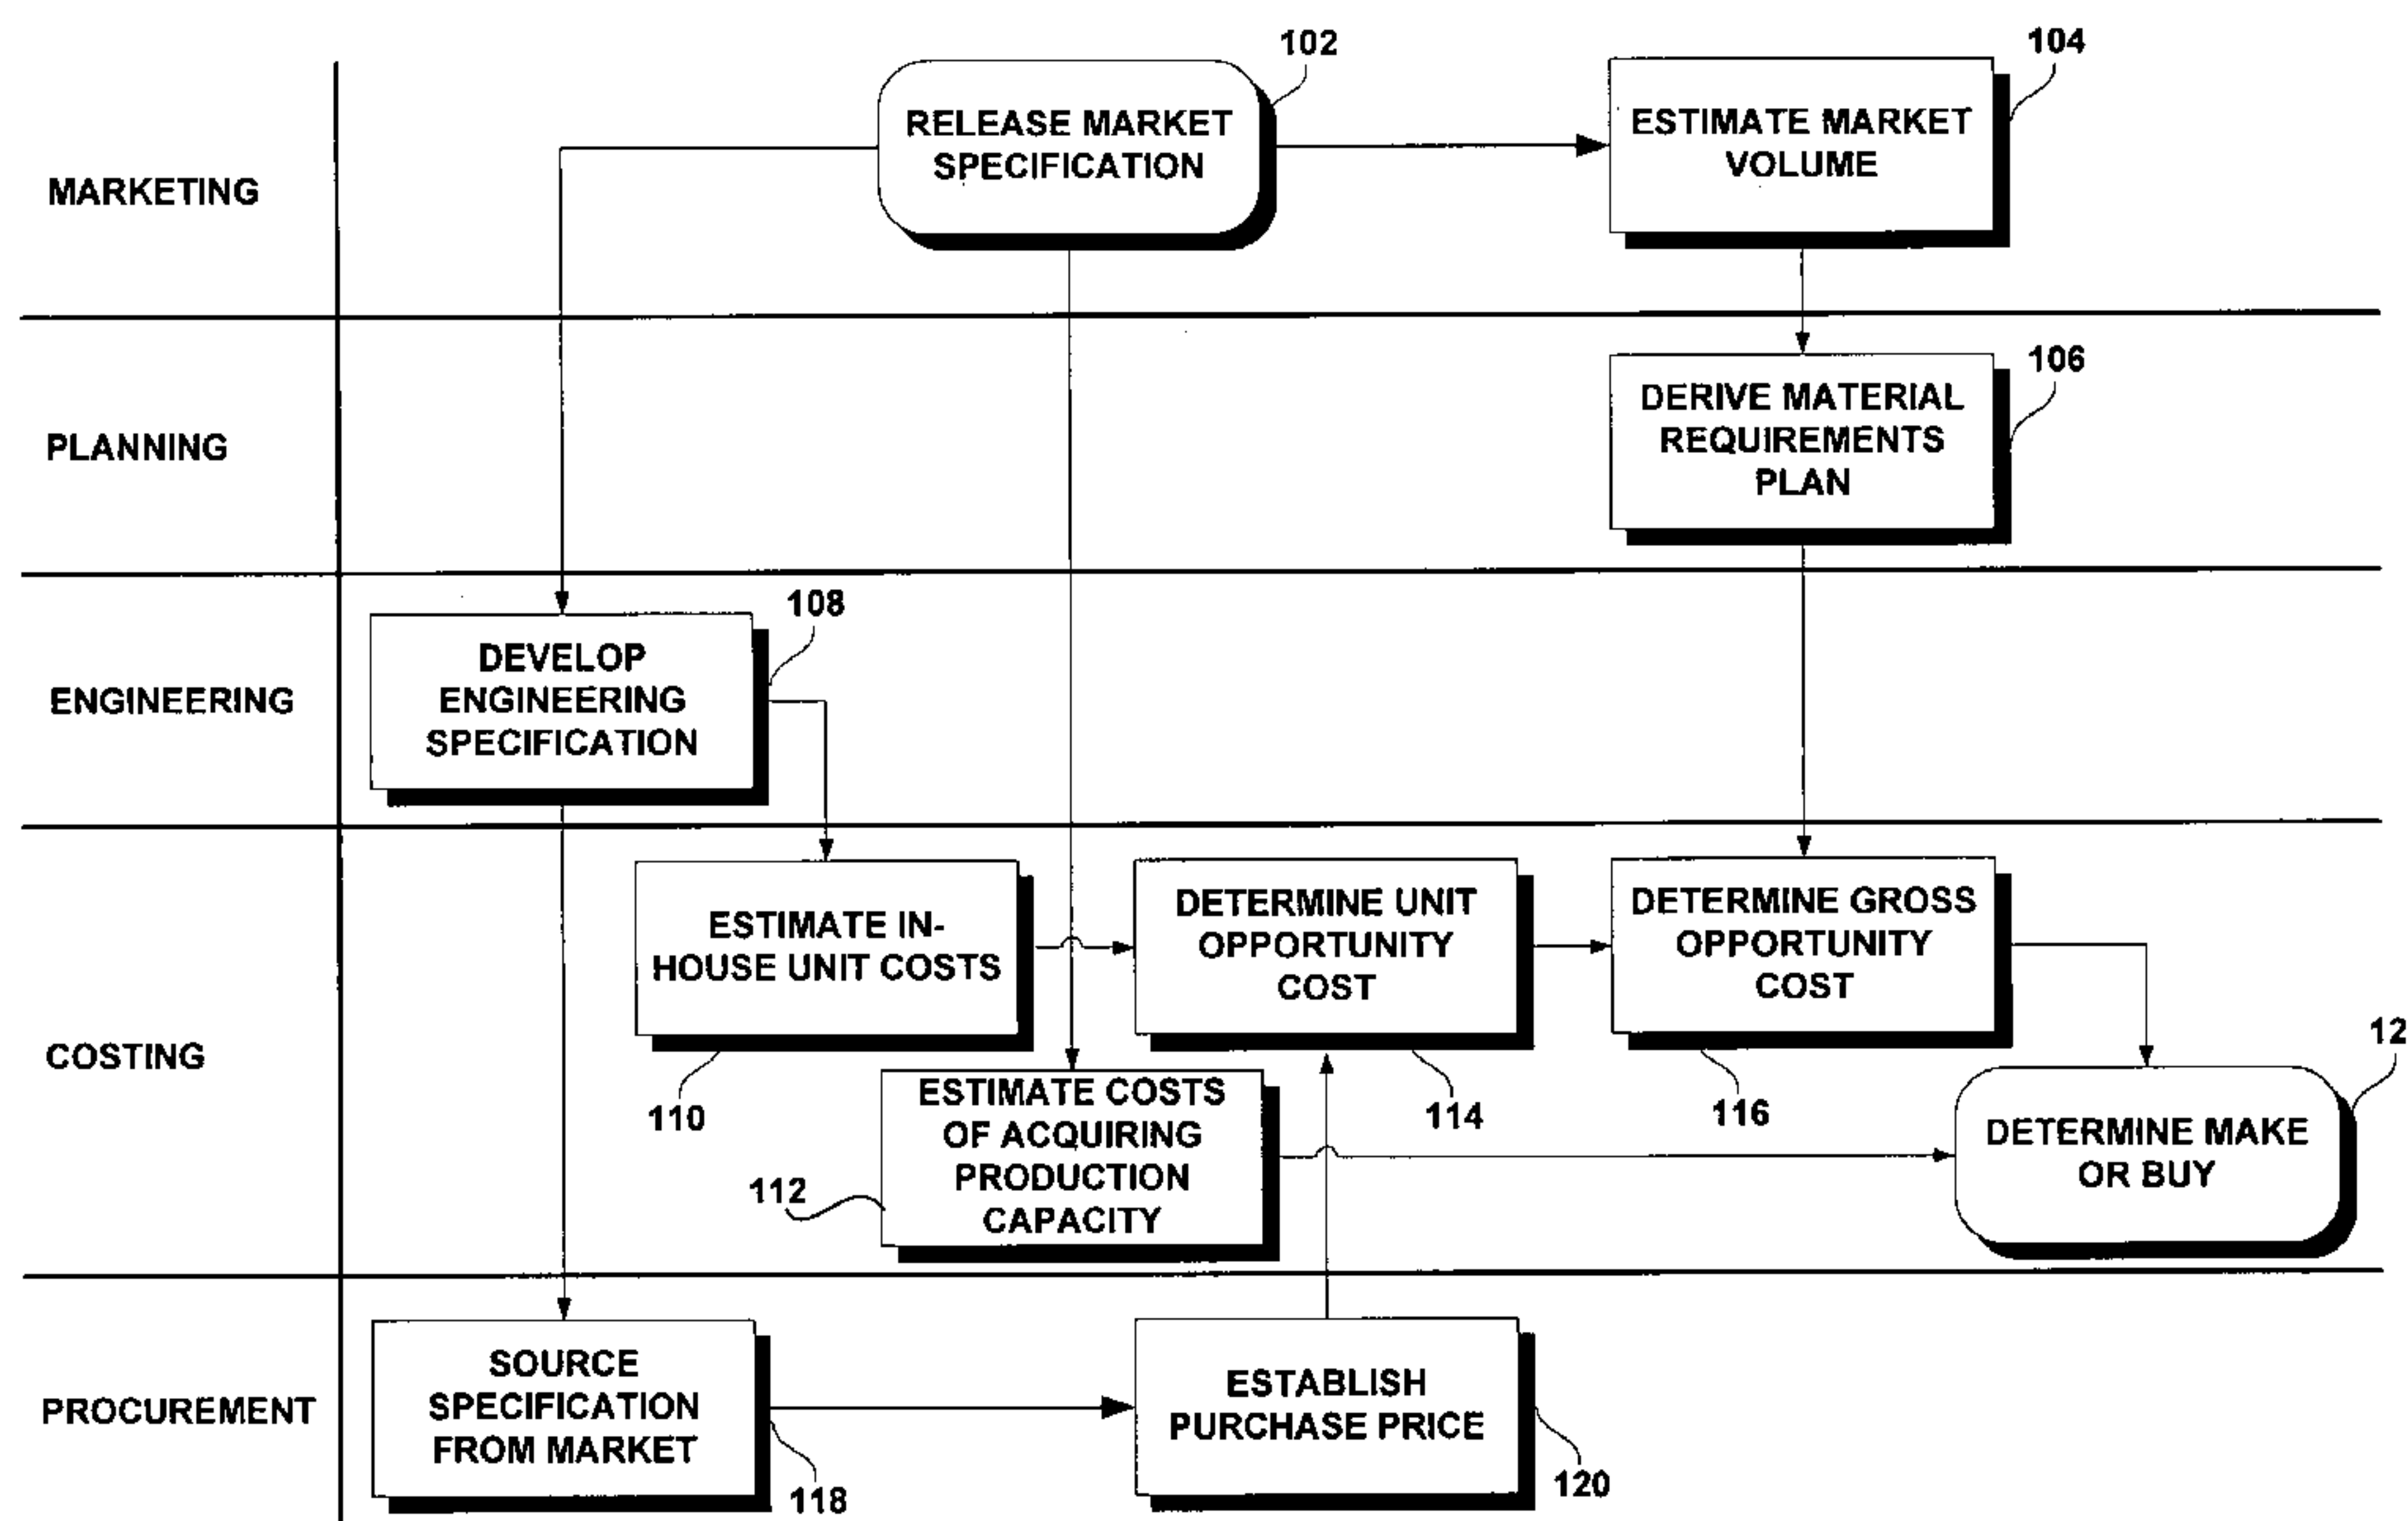 102
104
RELEASE MARKET
SPECIFICATION
ESTIMATE MARKET
VOLUME
MARKETING
106
DERIVE MATERIAL
REQUIREMENTS
PLAN
PLANNING
108
DEVELOP
ENGINEERING
SPECIFICATION
ENGINEERING
ESTIMATE IN-
HOUSE UNIT COSTS
DETERMINE UNIT
OPPORTUNITY
COST
DETERMINE GROSS
OPPORTUNITY
COST
COSTING
110
114
116
12
ESTIMATE COSTS
OF ACQUIRING
PRODUCTION
CAPACITY
112
DETERMINE MAKE
OR BUY
PROCUREMENT
SOURCE
SPECIFICATION
FROM MARKET
118
ESTABLISH
PURCHASE PRICE
120